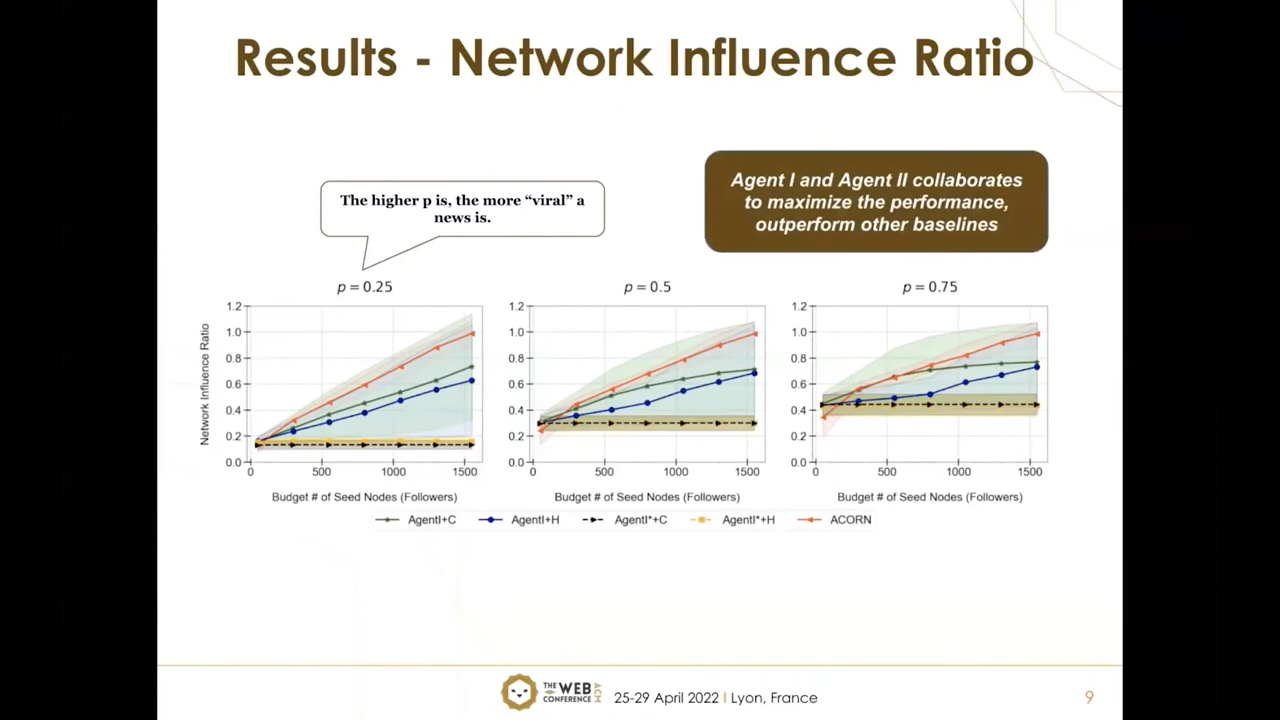 Results - Network Influence Ratio
The higher p is, the more “viral” a
news is.
Agent I and Agent II collaborates
to maximize the performance,
outperform other baselines
p = 0.25
p = 0.5
p = 0.75
Network Influence Ratio
1.2
1.0
0.8
0.6
0.4
0.2
0.0
0 500 1000 1500
Budget # of Seed Nodes (Followers)
1.2
1.0
0.8
0.6
0.4
0.2
0.0
0 500 1000 1500
Budget # of Seed Nodes (Followers)
1.2
1.0
0.8
0.6
0.4
0.2
0.0
0 500 1000 1500
Budget # of Seed Nodes (Followers)
AgentI+C AgentI+H AgentI*+C AgentI*+H ACORN
THE WEB
CONFERENCE
ACM
25-29 April 2022 I Lyon, France
9